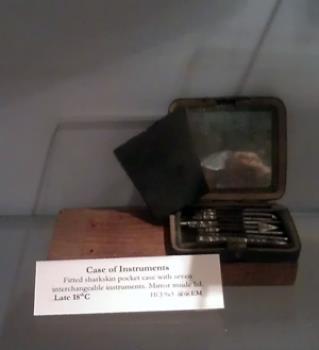 Case of Instruments
Fitted sharkskin pocket case with seven
interchangeable instruments. Mirror inside lid.
Late 18thC